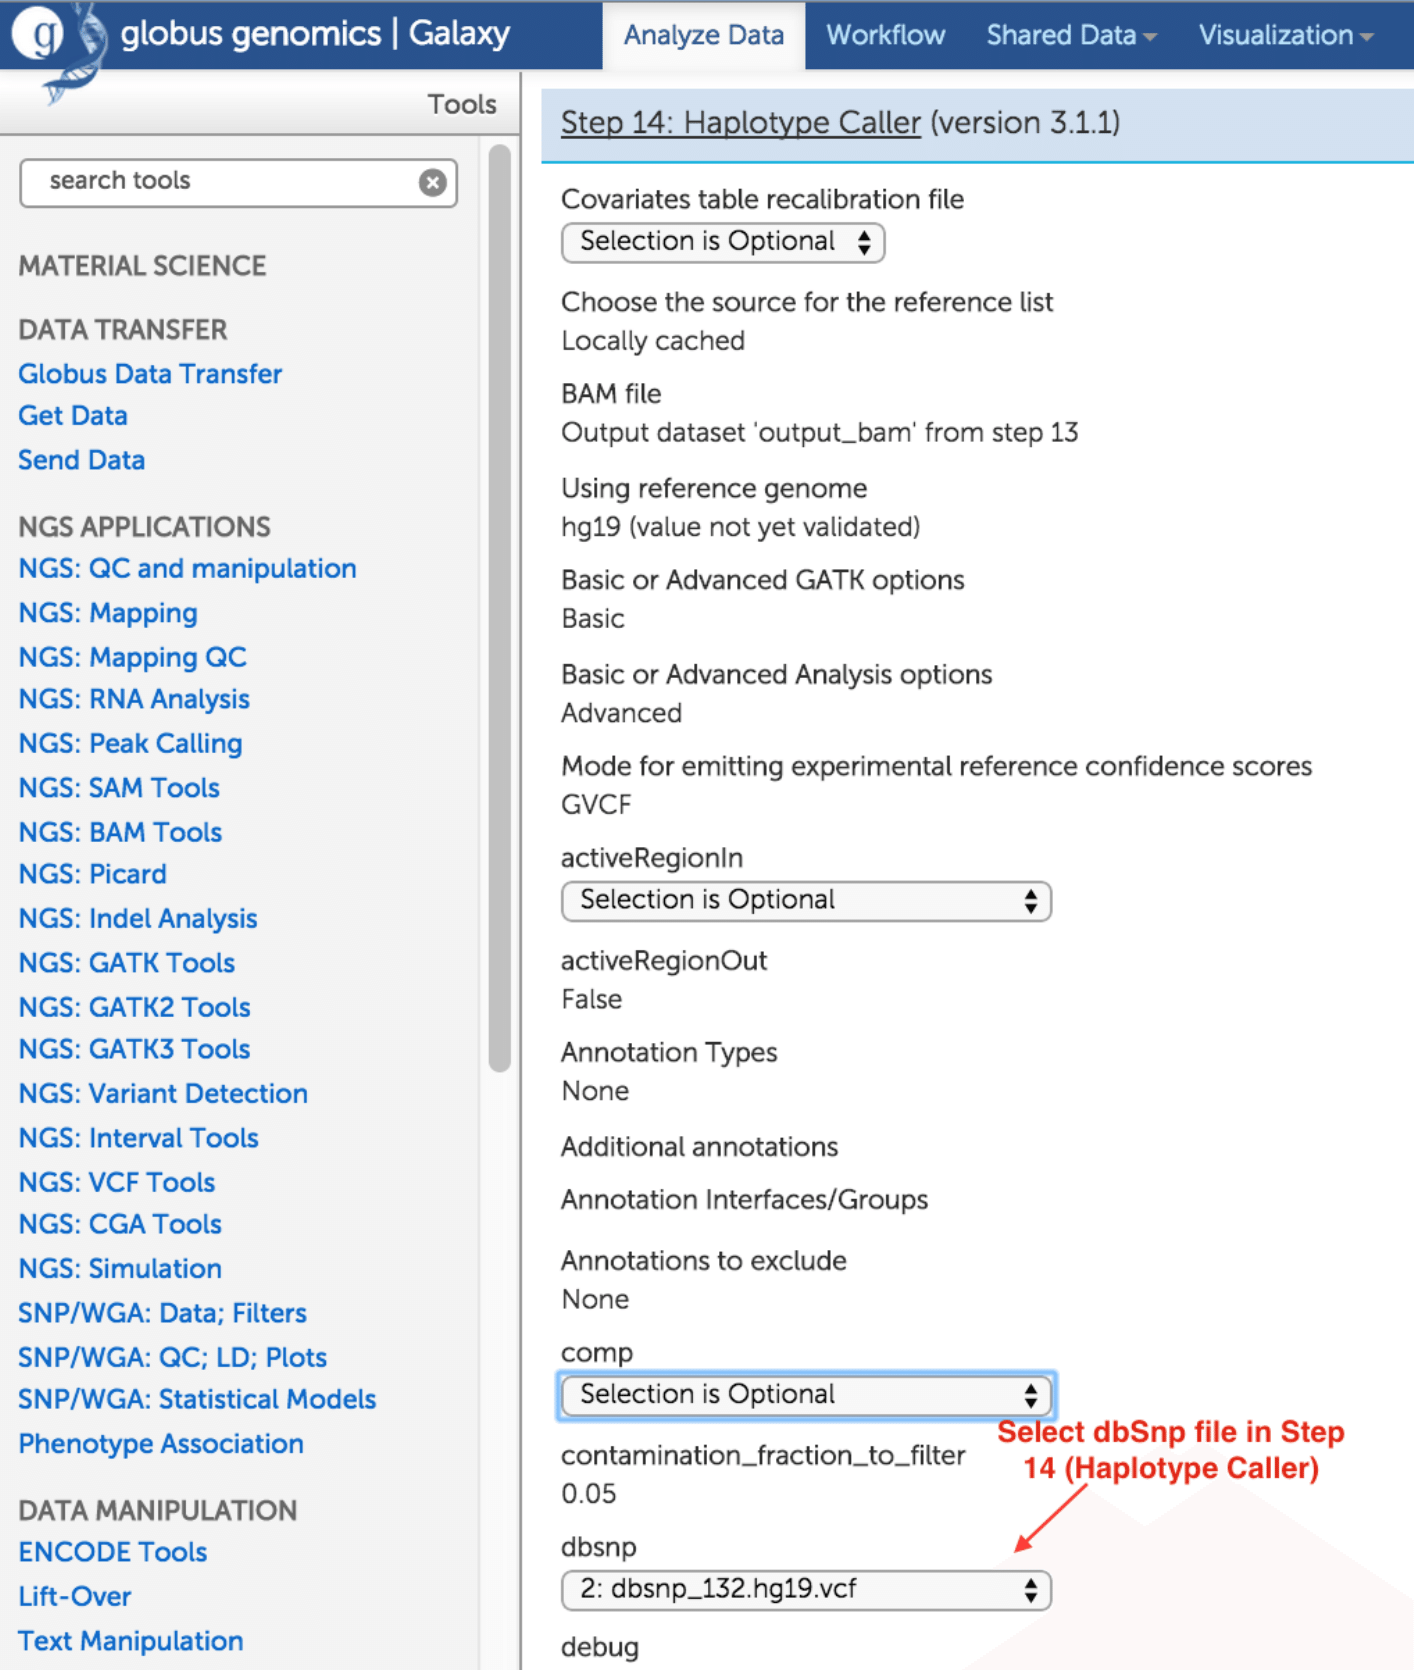 globus genomics | Galaxy
Analyze Data
Workflow
Shared Data
Visualization
Tools
search tools
MATERIAL SCIENCE
DATA TRANSFER
Globus Data Transfer
Get Data
Send Data
NGS APPLICATIONS
NGS: QC and manipulation
NGS: Mapping
NGS: Mapping QC
NGS: RNA Analysis
NGS: Peak Calling
NGS: SAM Tools
NGS: BAM Tools
NGS: Picard
NGS: Indel Analysis
NGS: GATK Tools
NGS: GATK2 Tools
NGS: GATK3 Tools
NGS: Variant Detection
NGS: Interval Tools
NGS: VCF Tools
NGS: CGA Tools
NGS: Simulation
SNP/WGA: Data; Filters
SNP/WGA: QC; LD; Plots
SNP/WGA: Statistical Models
Phenotype Association
DATA MANIPULATION
ENCODE Tools
Lift-Over
Text Manipulation
Step 14: Haplotype Caller (version 3.1.1)
Covariates table recalibration file
Selection is Optional
Choose the source for the reference list
Locally cached
BAM file
Output dataset 'output_bam' from step 13
Using reference genome
hg19 (value not yet validated)
Basic or Advanced GATK options
Basic
Basic or Advanced Analysis options
Advanced
Mode for emitting experimental reference confidence scores
GVCF
activeRegionIn
Selection is Optional
activeRegionOut
False
Annotation Types
None
Additional annotations
Annotation Interfaces/Groups
Annotations to exclude
None
comp
Selection is Optional
Select dbSnp file in Step
14 (Haplotype Caller)
contamination_fraction_to_filter
0.05
dbsnp
2: dbsnp_132.hg19.vcf
debug